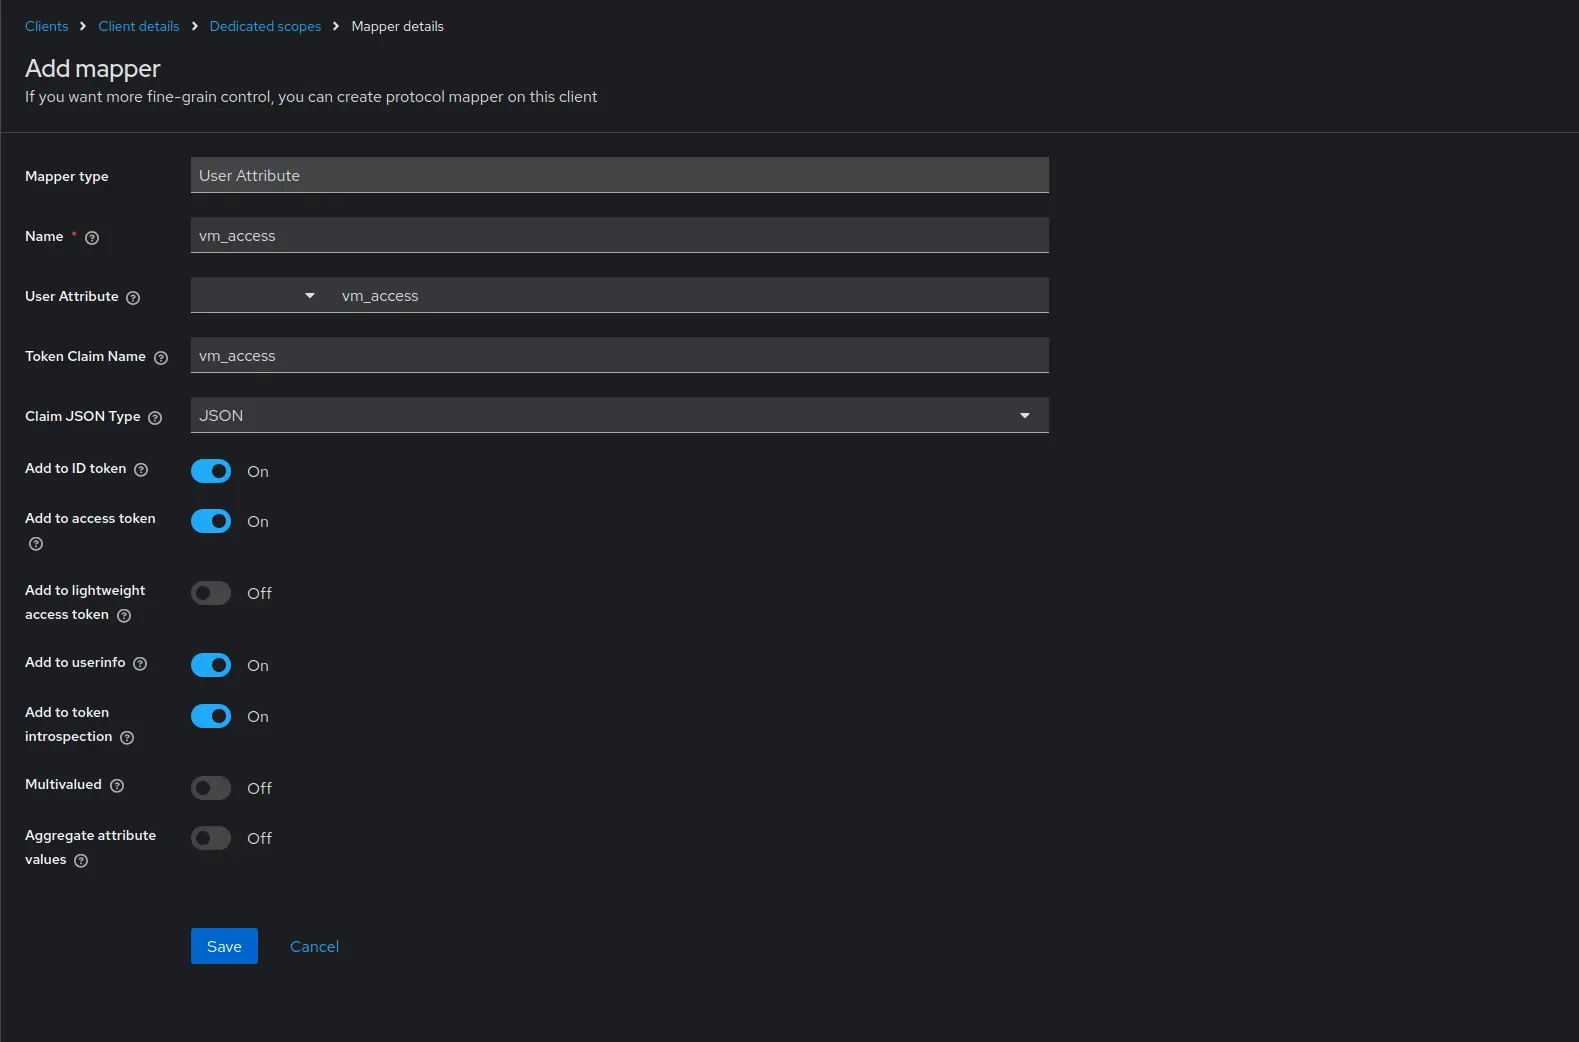 Clients > Client details > Dedicated scopes > Mapper details
Add mapper
If you want more fine-grain control, you can create protocol mapper on this client
Mapper type User Attribute
Name * vm_access
User Attribute vm_access
Token Claim Name vm_access
Claim JSON Type JSON
Add to ID token On
Add to access token On
Add to lightweight Off
access token
Add to userinfo On
Add to token On
introspection
Multivalued Off
Aggregate attribute Off
values
Save Cancel